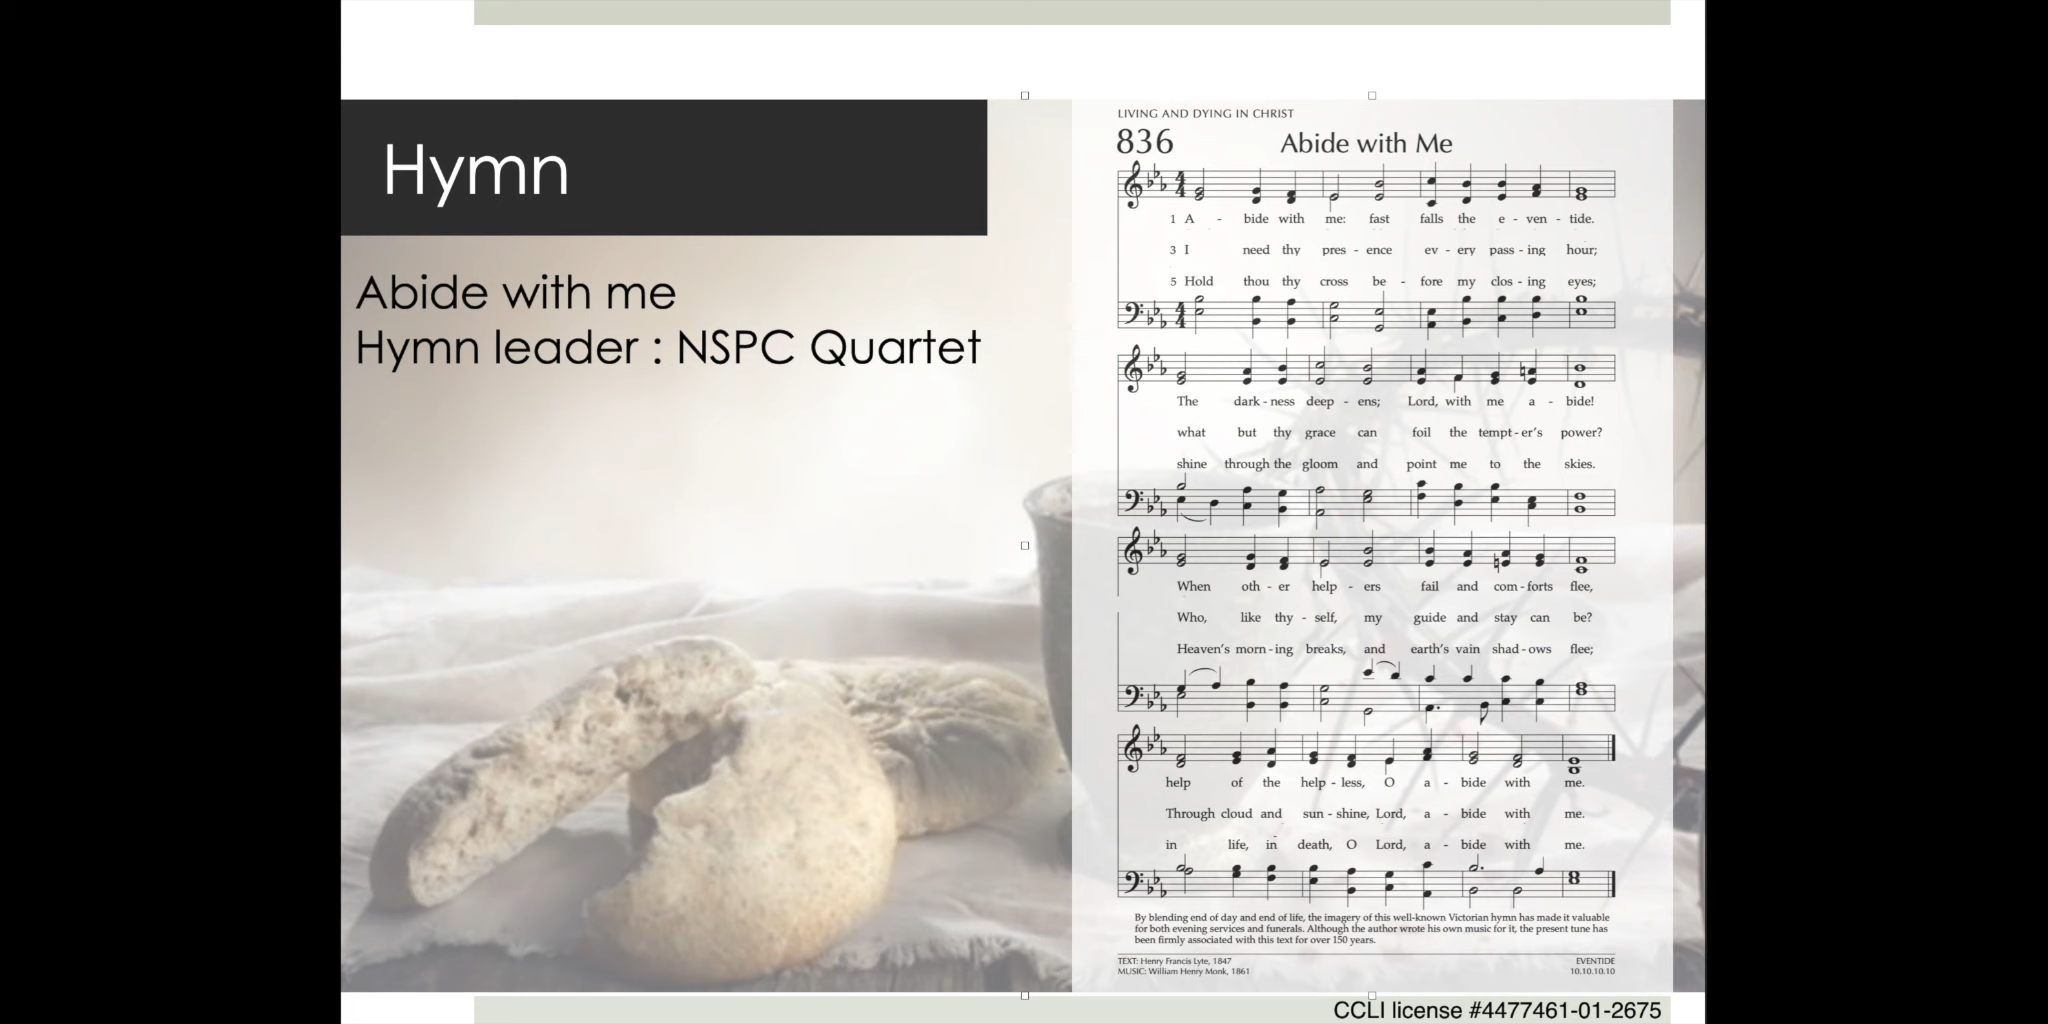 Hymn
Abide with me
Hymn leader : NSPC Quartet
LIVING AND DYING IN CHRIST
836 Abide with Me
1 A - bide with me: fast falls the e - ven - tide.
3 I need thy pres - ence ev - ery pass - ing hour;
5 Hold thou thy cross be - fore my clos - ing eyes;
The dark - ness deep - ens; Lord, with me a - bide!
what but thy grace can foil the tempt - er's power?
shine through the gloom and point me to the skies.
When oth - er help - ers fail and com - forts flee,
Who, like thy - self, my guide and stay can be?
Heaven's morn - ing breaks, and earth's vain shad - ows flee;
help of the help - less, O a - bide with me.
Through cloud and sun - shine, Lord, a - bide with me.
in life, in death, O Lord, a - bide with me.
By blending end of day and end of life, the imagery of this well-known Victorian hymn has made it valuable
for both evening services and funerals. Although the author wrote his own music for it, the present tune has
been firmly associated with this text for over 150 years.
TEXT: Henry Francis Lyte, 1847 EVENTIDE
MUSIC: William Henry Monk, 1861 10.10.10.10
CCLI license #4477461-01-2675